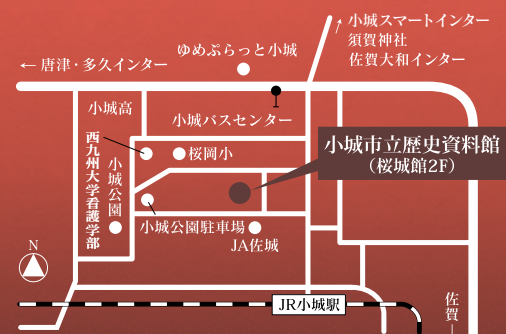 小城スマートインター
須賀神社
佐賀大和インター
ゆめぷらっと小城
← 唐津・多久インター
小城高
小城バスセンター
西九州大学看護学部
桜岡小
小城市立歴史資料館
（桜城館2F）
小城公園
小城公園駐車場
JA佐城
N
JR小城駅
佐賀